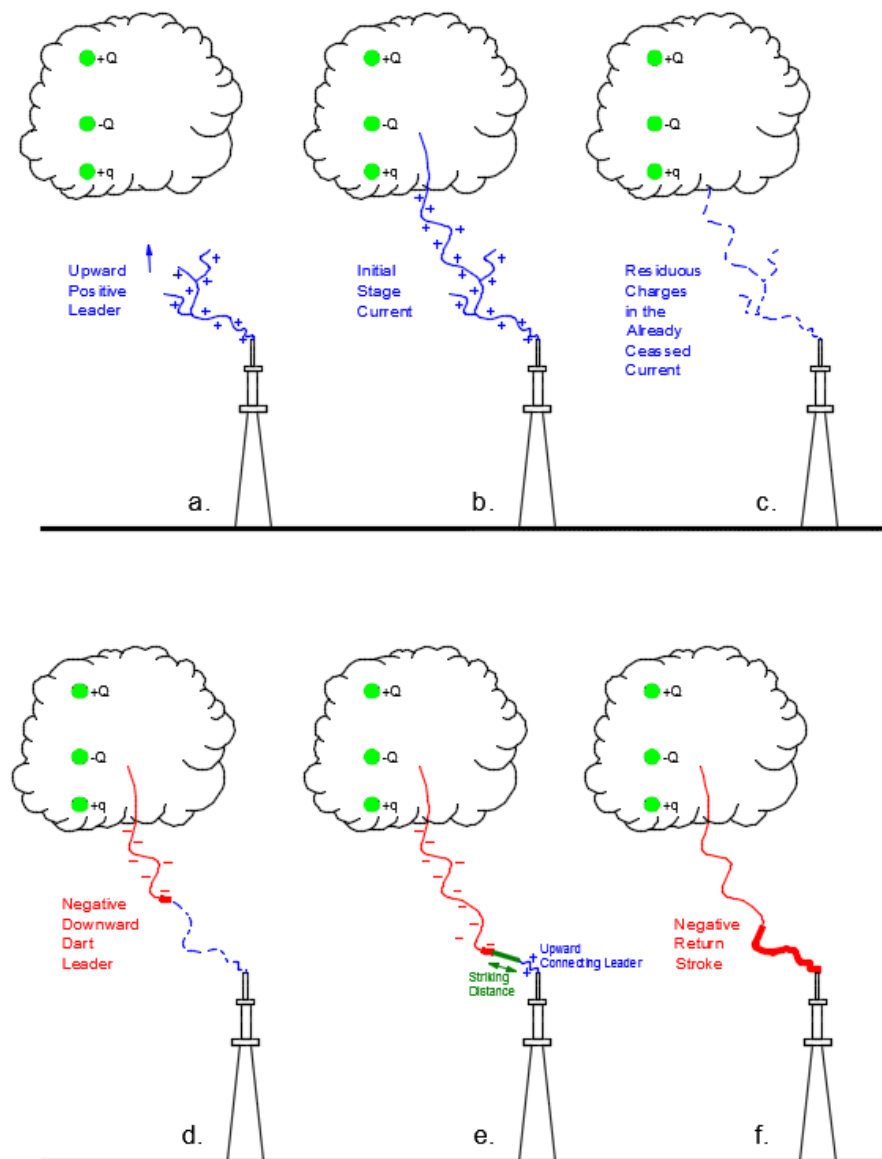 +Q
-Q
+q
Upward
Positive
Leader
a.
+Q
-Q
+q
Initial
Stage
Current
b.
+Q
-Q
+q
Residuous
Charges
in the
Already
Ceassed
Current
c.
+Q
-Q
+q
Negative
Downward
Dart
Leader
d.
+Q
-Q
+q
Upward
Connecting Leader
Striking
Distance
e.
+Q
-Q
+q
Negative
Return
Stroke
f.